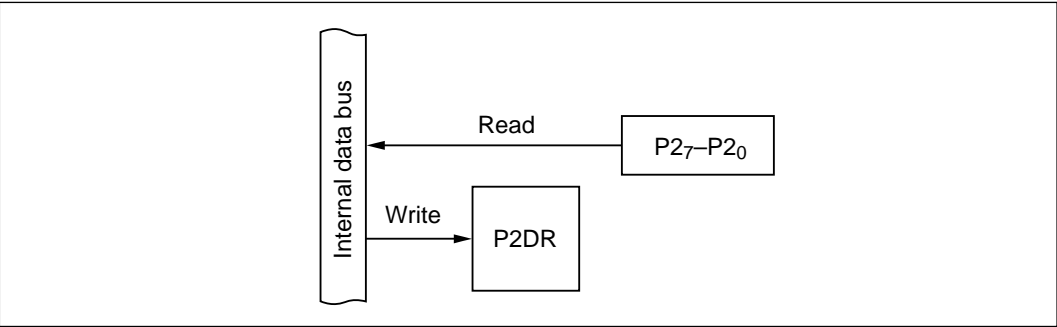 Internal data bus
Read
P2₇–P2₀
Write
P2DR